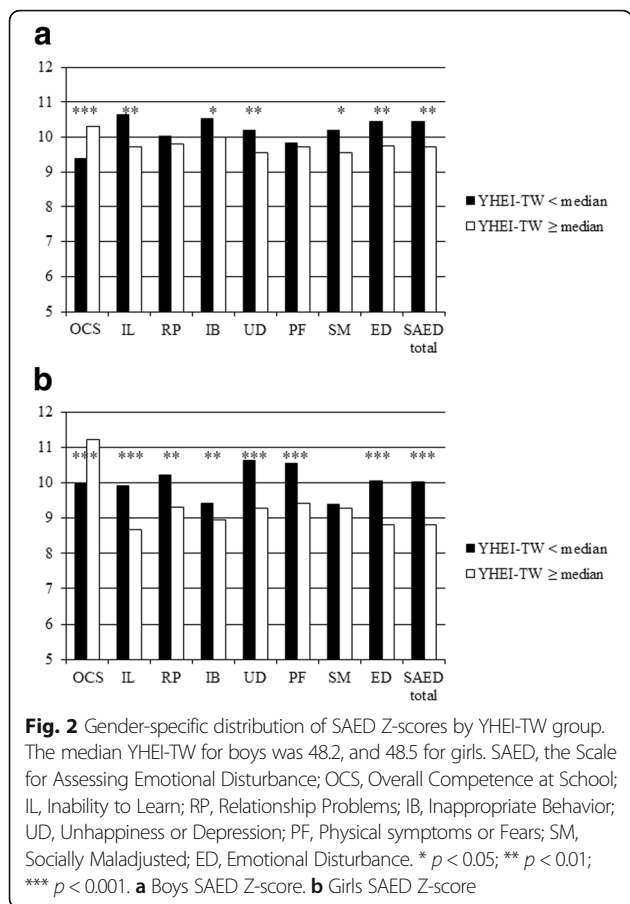 a
12
11
10
9
8
7
6
5
*** ** * ** * ** **
OCS IL RP IB UD PF SM ED SAED total
YHEI-TW < median
YHEI-TW ≥ median
b
12
11
10
9
8
7
6
5
*** *** ** ** *** *** *** ***
OCS IL RP IB UD PF SM ED SAED total
YHEI-TW < median
YHEI-TW ≥ median
Fig. 2 Gender-specific distribution of SAED Z-scores by YHEI-TW group.
The median YHEI-TW for boys was 48.2, and 48.5 for girls. SAED, the Scale
for Assessing Emotional Disturbance; OCS, Overall Competence at School;
IL, Inability to Learn; RP, Relationship Problems; IB, Inappropriate Behavior;
UD, Unhappiness or Depression; PF, Physical symptoms or Fears; SM,
Socially Maladjusted; ED, Emotional Disturbance. * p < 0.05; ** p < 0.01;
*** p < 0.001. a Boys SAED Z-score. b Girls SAED Z-score